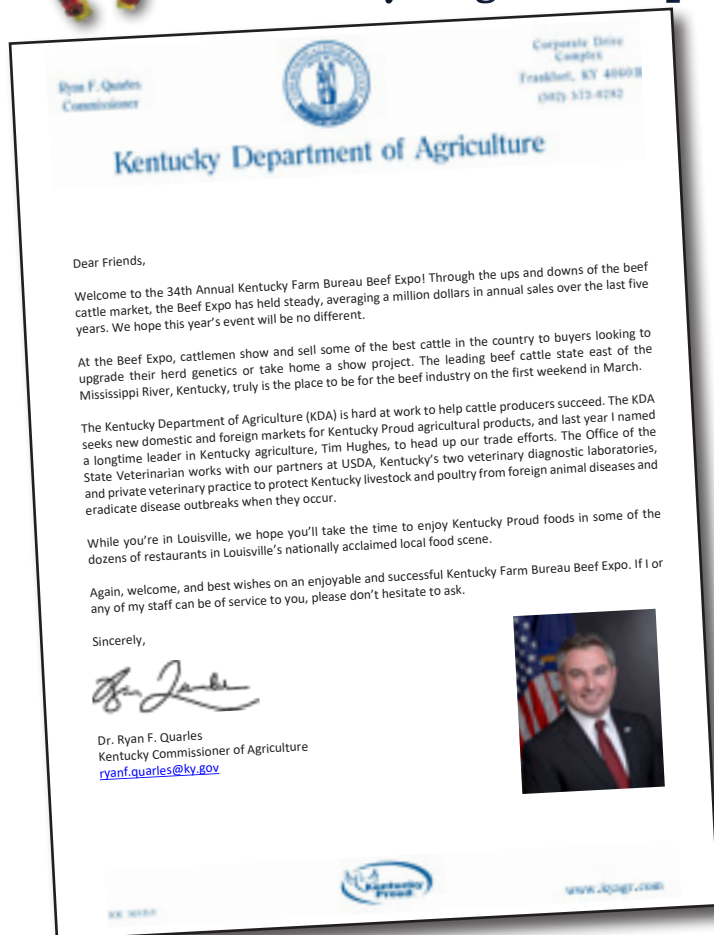 Ryan F. Quarles
Commissioner
Corporate Drive
Complex
Frankfort, KY 40601
(502) 573-0282
Kentucky Department of Agriculture
Dear Friends,
Welcome to the 34th Annual Kentucky Farm Bureau Beef Expo! Through the ups and downs of the beef
cattle market, the Beef Expo has held steady, averaging a million dollars in annual sales over the last five
years. We hope this year’s event will be no different.
At the Beef Expo, cattlemen show and sell some of the best cattle in the country to buyers looking to
upgrade their herd genetics or take home a show project. The leading beef cattle state east of the
Mississippi River, Kentucky, truly is the place to be for the beef industry on the first weekend in March.
The Kentucky Department of Agriculture (KDA) is hard at work to help cattle producers succeed. The KDA
seeks new domestic and foreign markets for Kentucky Proud agricultural products, and last year I named
a longtime leader in Kentucky agriculture, Tim Hughes, to head up our trade efforts. The Office of the
State Veterinarian works with our partners at USDA, Kentucky’s two veterinary diagnostic laboratories,
and private veterinary practice to protect Kentucky livestock and poultry from foreign animal diseases and
eradicate disease outbreaks when they occur.
While you’re in Louisville, we hope you’ll take the time to enjoy Kentucky Proud foods in some of the
dozens of restaurants in Louisville’s nationally acclaimed local food scene.
Again, welcome, and best wishes on an enjoyable and successful Kentucky Farm Bureau Beef Expo. If I or
any of my staff can be of service to you, please don’t hesitate to ask.
Sincerely,
Dr. Ryan F. Quarles
Kentucky Commissioner of Agriculture
ryanf.quarles@ky.gov
Kentucky
Proud
www.kyagr.com